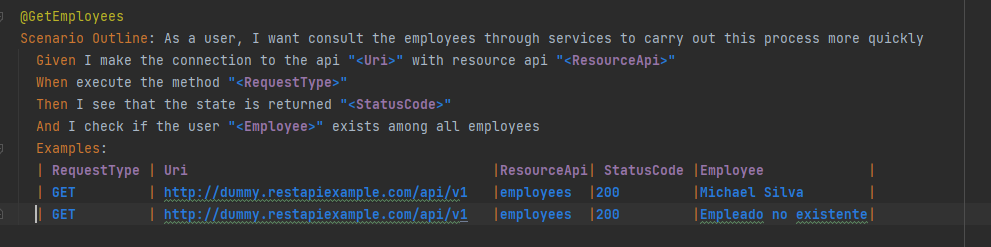 @GetEmployees
Scenario Outline: As a user, I want consult the employees through services to carry out this process more quickly
Given I make the connection to the api "<Uri>" with resource api "<ResourceApi>"
When execute the method "<RequestType>"
Then I see that the state is returned "<StatusCode>"
And I check if the user "<Employee>" exists among all employees
Examples:
| RequestType | Uri |ResourceApi| StatusCode |Employee |
| GET | http://dummy.restapiexample.com/api/v1 |employees |200 |Michael Silva |
| GET | http://dummy.restapiexample.com/api/v1 |employees |200 |Empleado no existente|